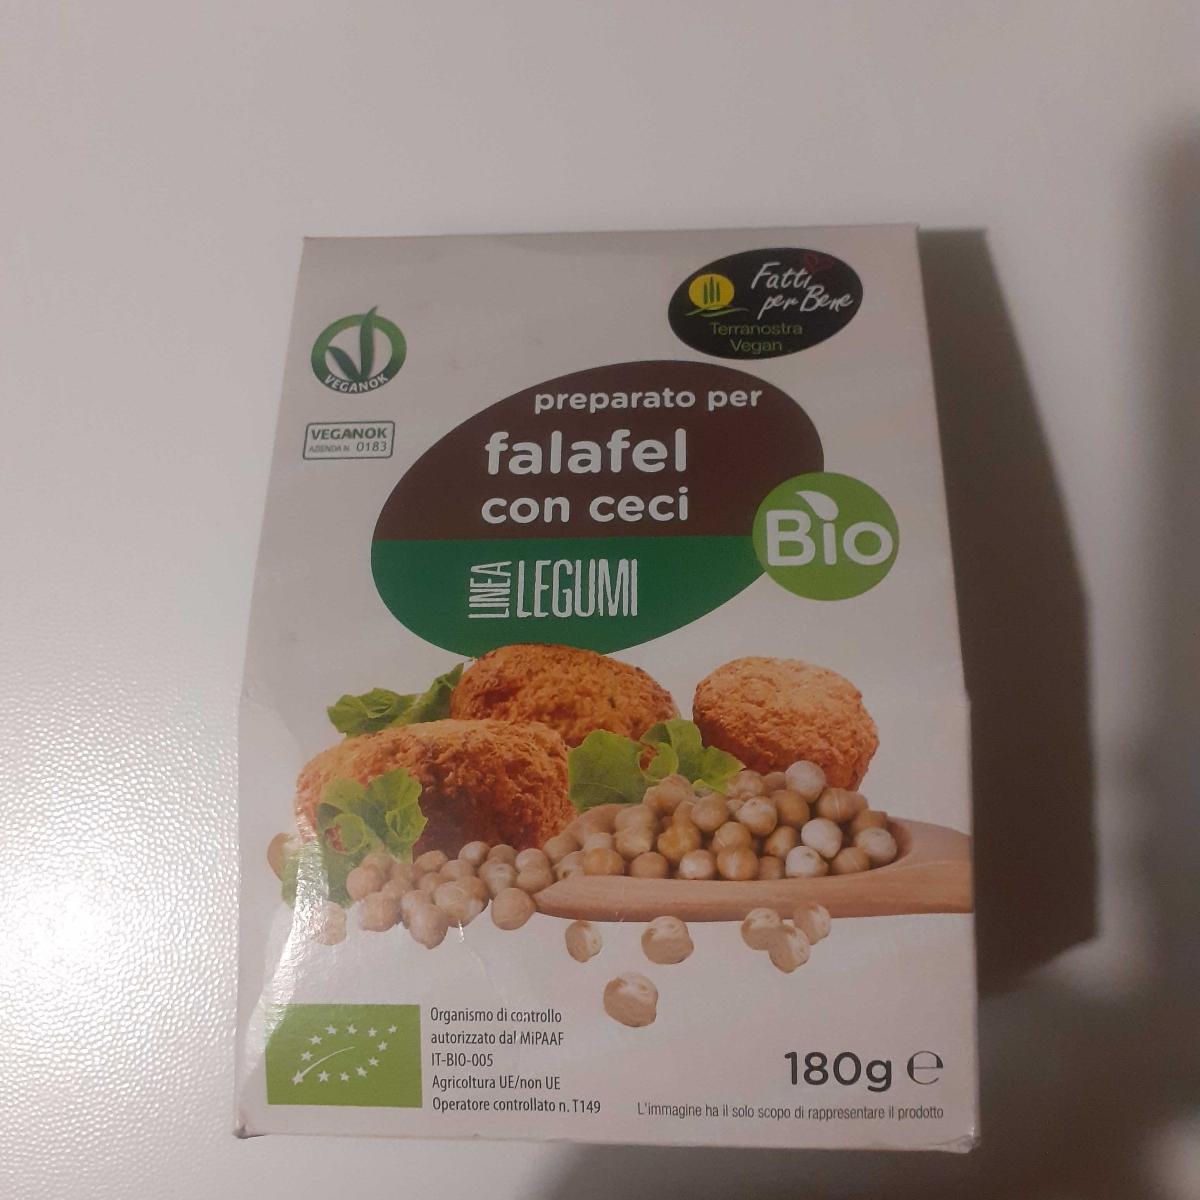 Fatti
per Bene
Terranostra
Vegan
VEGANOK
VEGANOK
AZIENDA N. 0183
preparato per
falafel
con ceci
LINEA LEGUMI
Bio
Organismo di controllo
autorizzato dal MiPAAF
IT-BIO-005
Agricoltura UE/non UE
Operatore controllato n. T149
180g ℮
L'immagine ha il solo scopo di rappresentare il prodotto